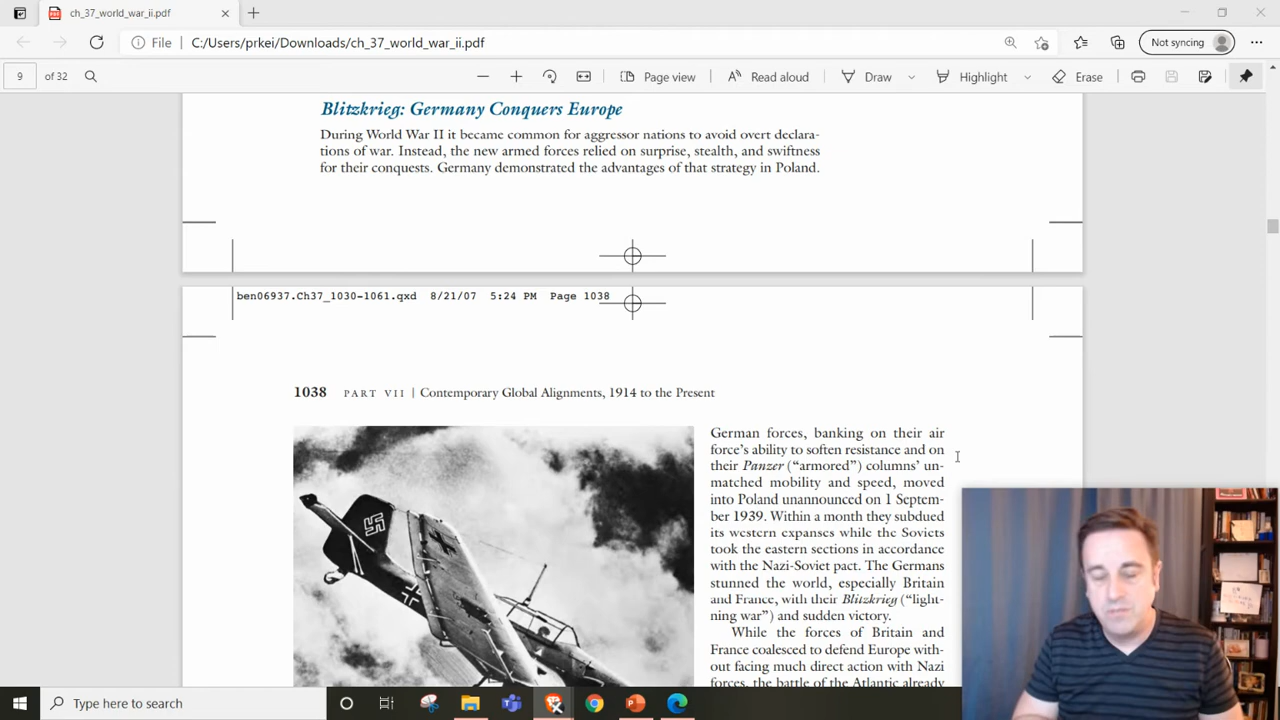 ch_37_world_war_ii.pdf
File C:/Users/prkei/Downloads/ch_37_world_war_ii.pdf Not syncing
9 of 32 Page view Read aloud Draw Highlight Erase
Blitzkrieg: Germany Conquers Europe
During World War II it became common for aggressor nations to avoid overt declara-
tions of war. Instead, the new armed forces relied on surprise, stealth, and swiftness
for their conquests. Germany demonstrated the advantages of that strategy in Poland.
ben06937.Ch37_1030-1061.qxd 8/21/07 5:24 PM Page 1038
1038 PART VII | Contemporary Global Alignments, 1914 to the Present
German forces, banking on their air
force's ability to soften resistance and on
their Panzer (“armored”) columns' un-
matched mobility and speed, moved
into Poland unannounced on 1 Septem-
ber 1939. Within a month they subdued
its western expanses while the Soviets
took the eastern sections in accordance
with the Nazi-Soviet pact. The Germans
stunned the world, especially Britain
and France, with their Blitzkrieg (“light-
ning war”) and sudden victory.
While the forces of Britain and
France coalesced to defend Europe with-
out facing much direct action with Nazi
forces, the battle of the Atlantic already
Type here to search